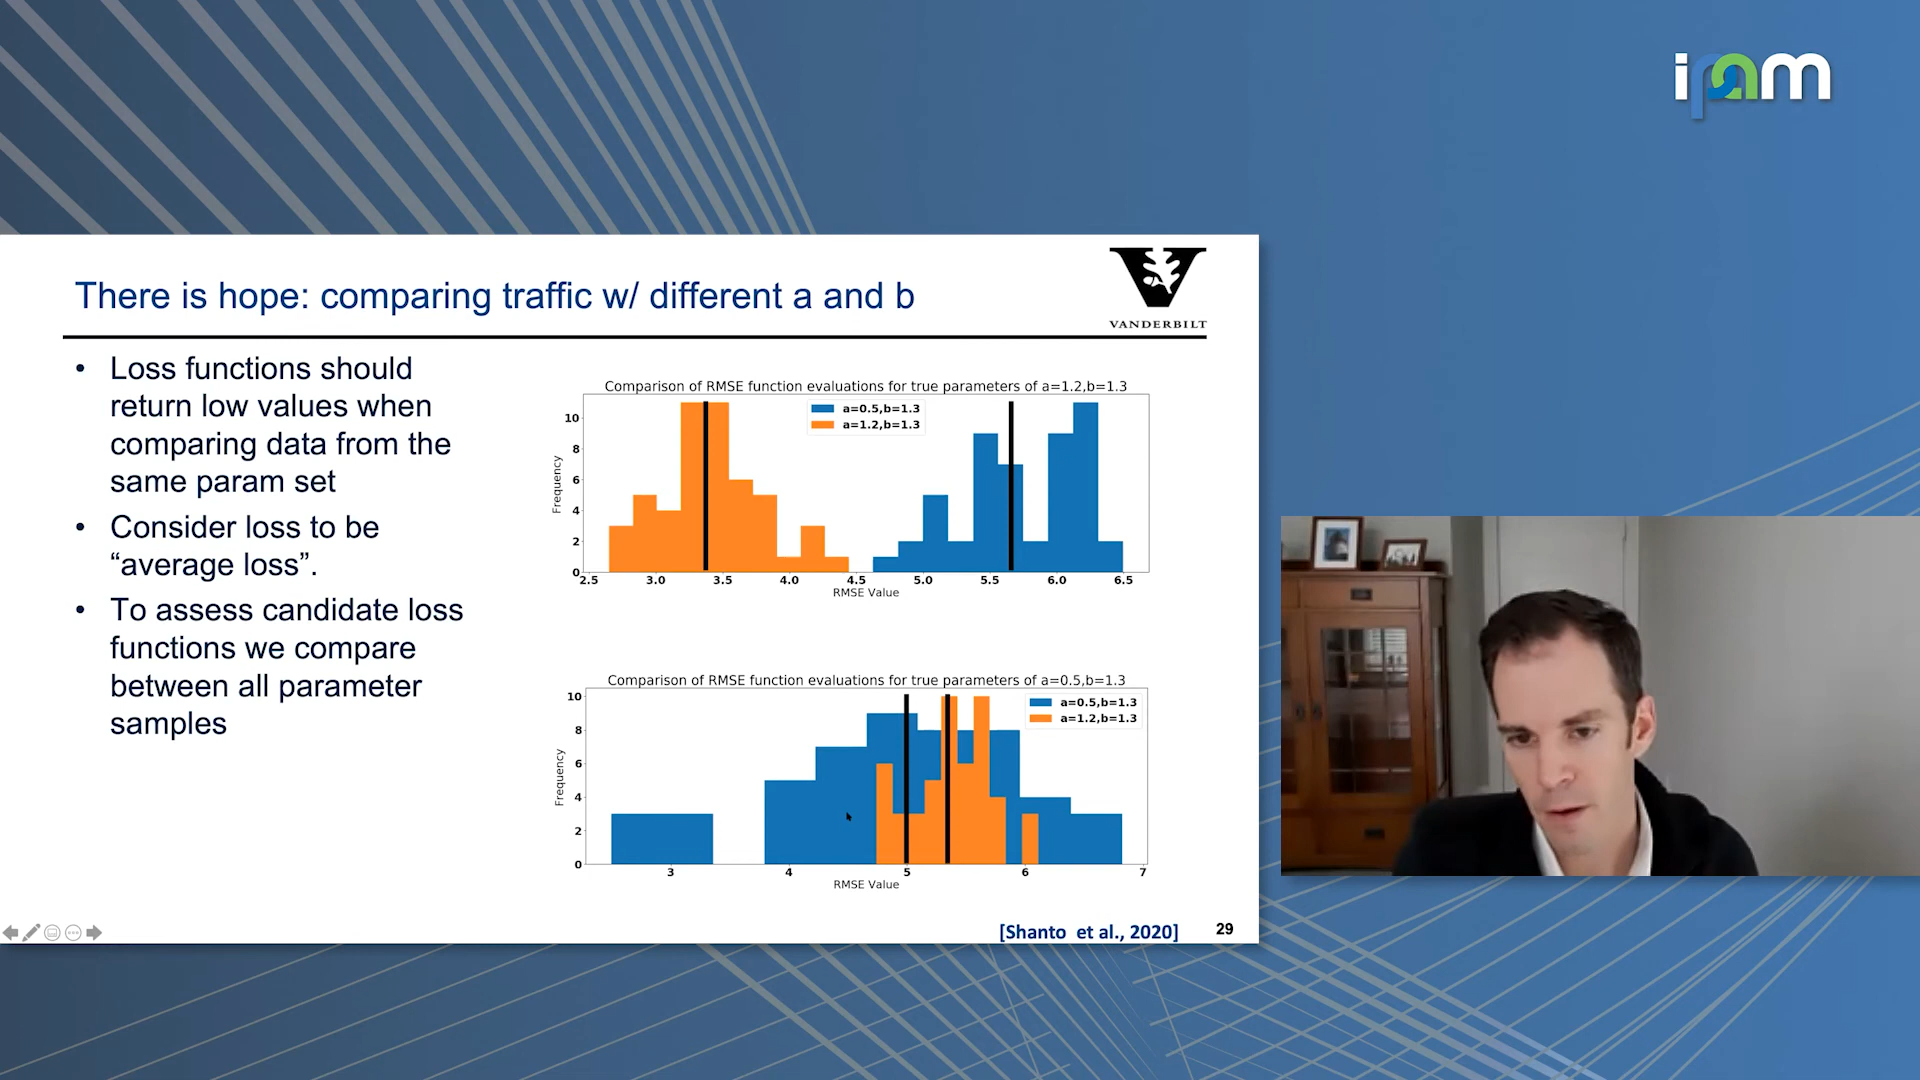 ipam
There is hope: comparing traffic w/ different a and b
VANDERBILT
• Loss functions should
return low values when
comparing data from the
same param set
• Consider loss to be
“average loss”.
• To assess candidate loss
functions we compare
between all parameter
samples
Comparison of RMSE function evaluations for true parameters of a=1.2,b=1.3
a=0.5,b=1.3
a=1.2,b=1.3
Frequency
10
8
6
4
2
0
2.5 3.0 3.5 4.0 4.5 5.0 5.5 6.0 6.5
RMSE Value
Comparison of RMSE function evaluations for true parameters of a=0.5,b=1.3
a=0.5,b=1.3
a=1.2,b=1.3
Frequency
10
8
6
4
2
0
3 4 5 6 7
RMSE Value
[Shanto et al., 2020]
29